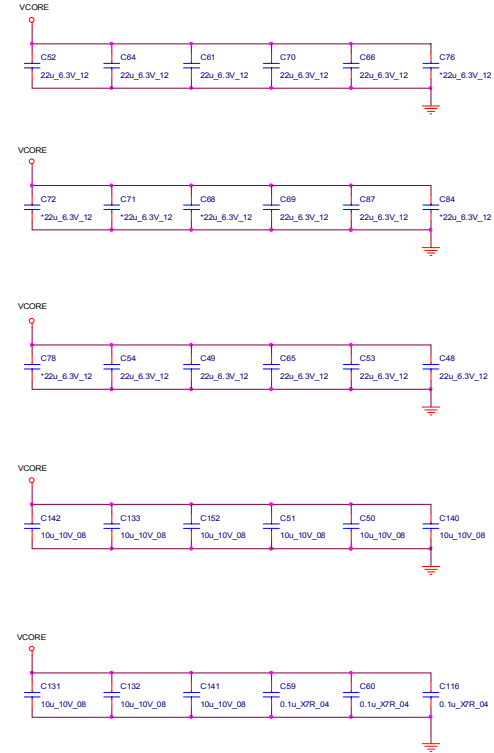 VCORE
C52 C64 C61 C70 C66 C76
22u_6.3V_12 22u_6.3V_12 22u_6.3V_12 22u_6.3V_12 22u_6.3V_12 *22u_6.3V_12
VCORE
C72 C71 C68 C69 C87 C84
*22u_6.3V_12 *22u_6.3V_12 *22u_6.3V_12 22u_6.3V_12 22u_6.3V_12 *22u_6.3V_12
VCORE
C78 C54 C49 C65 C53 C48
*22u_6.3V_12 22u_6.3V_12 22u_6.3V_12 22u_6.3V_12 22u_6.3V_12 22u_6.3V_12
VCORE
C142 C133 C152 C51 C50 C140
10u_10V_08 10u_10V_08 10u_10V_08 10u_10V_08 10u_10V_08 10u_10V_08
VCORE
C131 C132 C141 C59 C60 C116
10u_10V_08 10u_10V_08 10u_10V_08 0.1u_X7R_04 0.1u_X7R_04 0.1u_X7R_04